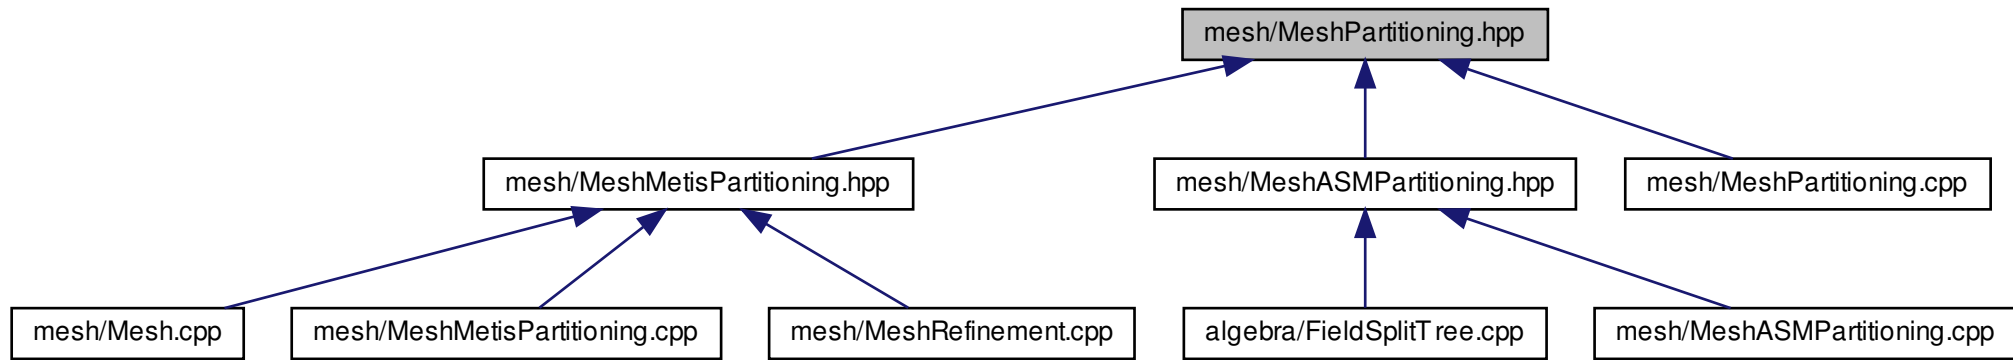 mesh/MeshPartitioning.hpp
mesh/MeshMetisPartitioning.hpp
mesh/MeshASMPartitioning.hpp
mesh/MeshPartitioning.cpp
mesh/Mesh.cpp
mesh/MeshMetisPartitioning.cpp
mesh/MeshRefinement.cpp
algebra/FieldSplitTree.cpp
mesh/MeshASMPartitioning.cpp